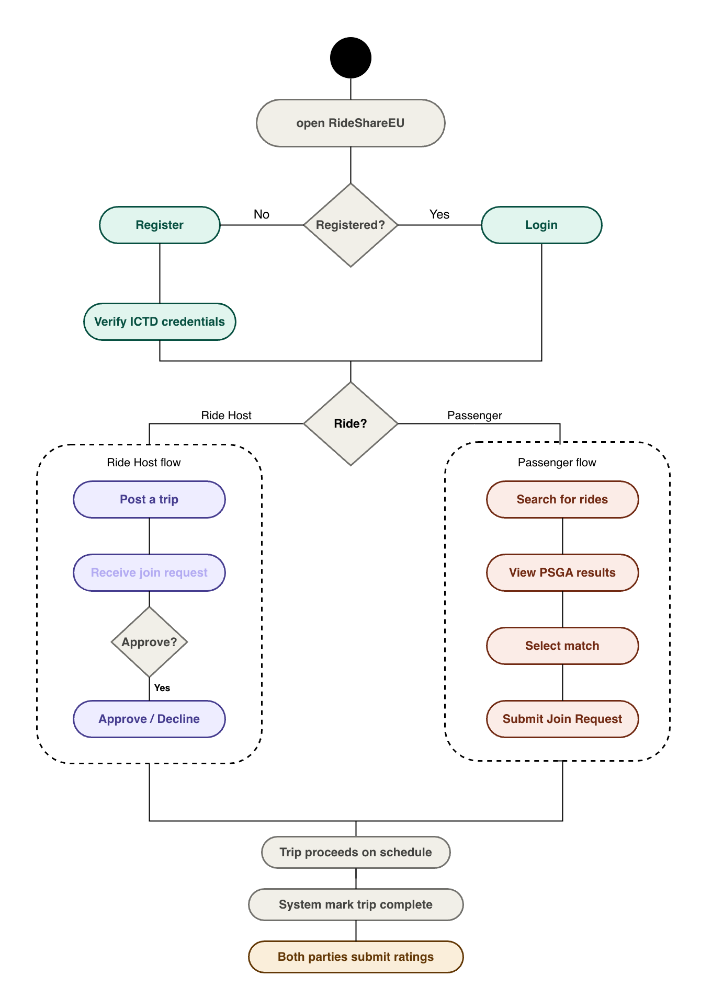 open RideShareEU
Registered?
No
Yes
Register
Login
Verify ICTD credentials
Ride?
Ride Host
Passenger
Ride Host flow
Post a trip
Receive join request
Approve?
Yes
Approve / Decline
Passenger flow
Search for rides
View PSGA results
Select match
Submit Join Request
Trip proceeds on schedule
System mark trip complete
Both parties submit ratings